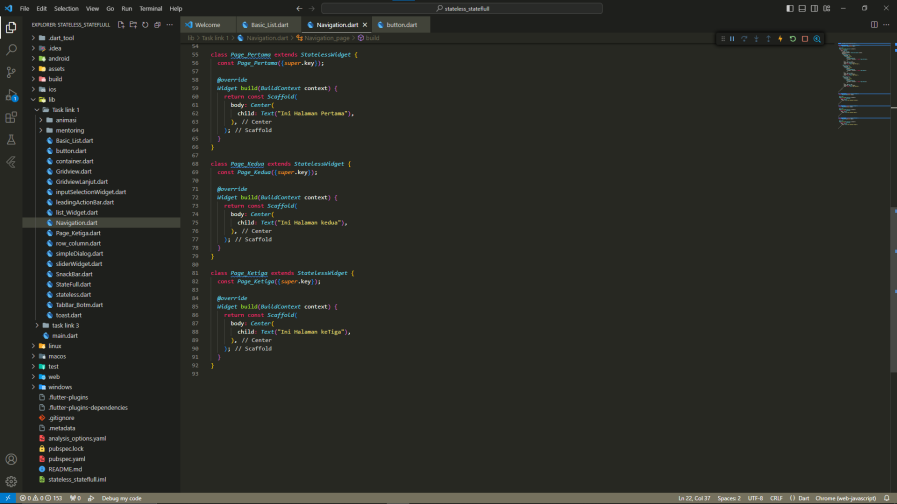 File Edit Selection View Go Run Terminal Help
stateless_statefull
EXPLORER: STATELESS_STATEFULL
Welcome
Basic_List.dart
Navigation.dart
button.dart
lib > Task link 1 > Navigation.dart > Navigation_page > build
.dart_tool
.idea
android
assets
build
ios
lib
Task link 1
animasi
mentoring
Basic_List.dart
button.dart
container.dart
Gridview.dart
GridviewLanjut.dart
inputSelectionWidget.dart
leadingActionBar.dart
list_Widget.dart
Navigation.dart
Page_Ketiga.dart
row_column.dart
simpleDialog.dart
sliderWidget.dart
SnackBar.dart
StateFull.dart
stateless.dart
TabBar_Botm.dart
toast.dart
task link 3
main.dart
linux
macos
test
web
windows
.flutter-plugins
.flutter-plugins-dependencies
.gitignore
.metadata
analysis_options.yaml
pubspec.lock
pubspec.yaml
README.md
stateless_statefull.iml
54
55 class Page_Pertama extends StatelessWidget {
56 const Page_Pertama({super.key});
57
58 @override
59 Widget build(BuildContext context) {
60 return const Scaffold(
61 body: Center(
62 child: Text("Ini Halaman Pertama"),
63 ), // Center
64 ); // Scaffold
65 }
66 }
67
68 class Page_Kedua extends StatelessWidget {
69 const Page_Kedua({super.key});
70
71 @override
72 Widget build(BuildContext context) {
73 return const Scaffold(
74 body: Center(
75 child: Text("Ini Halaman kedua"),
76 ), // Center
77 ); // Scaffold
78 }
79 }
80
81 class Page_Ketiga extends StatelessWidget {
82 const Page_Ketiga({super.key});
83
84 @override
85 Widget build(BuildContext context) {
86 return const Scaffold(
87 body: Center(
88 child: Text("Ini Halaman ketiga"),
89 ), // Center
90 ); // Scaffold
91 }
92 }
93
0 0 153 0 Debug my code
Ln 22, Col 37 Spaces: 2 UTF-8 CRLF {} Dart Chrome (web-javascript)